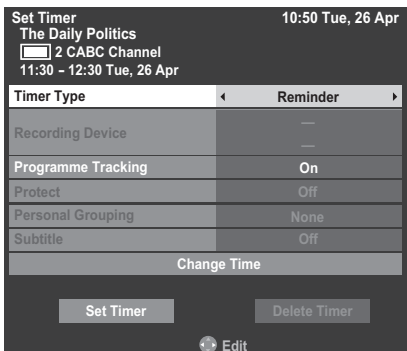 Set Timer 10:50 Tue, 26 Apr
The Daily Politics
2 CABC Channel
11:30 – 12:30 Tue, 26 Apr
Timer Type Reminder
Recording Device —
—
Programme Tracking On
Protect Off
Personal Grouping None
Subtitle Off
Change Time
Set Timer Delete Timer
Edit